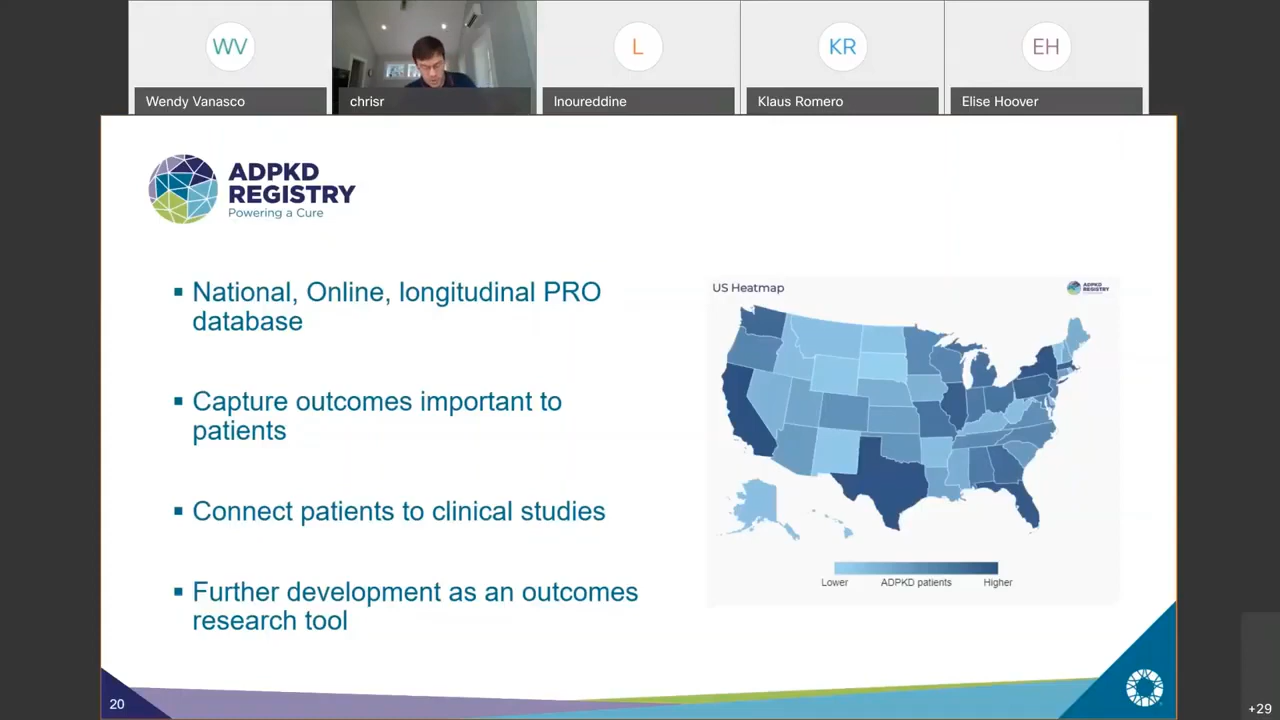 WV
L
KR
EH
Wendy Vanasco
chrisr
lnoureddine
Klaus Romero
Elise Hoover
ADPKD
REGISTRY
Powering a Cure
▪ National, Online, longitudinal PRO
database
▪ Capture outcomes important to
patients
▪ Connect patients to clinical studies
▪ Further development as an outcomes
research tool
US Heatmap
ADPKD
REGISTRY
Lower
ADPKD patients
Higher
20
+29